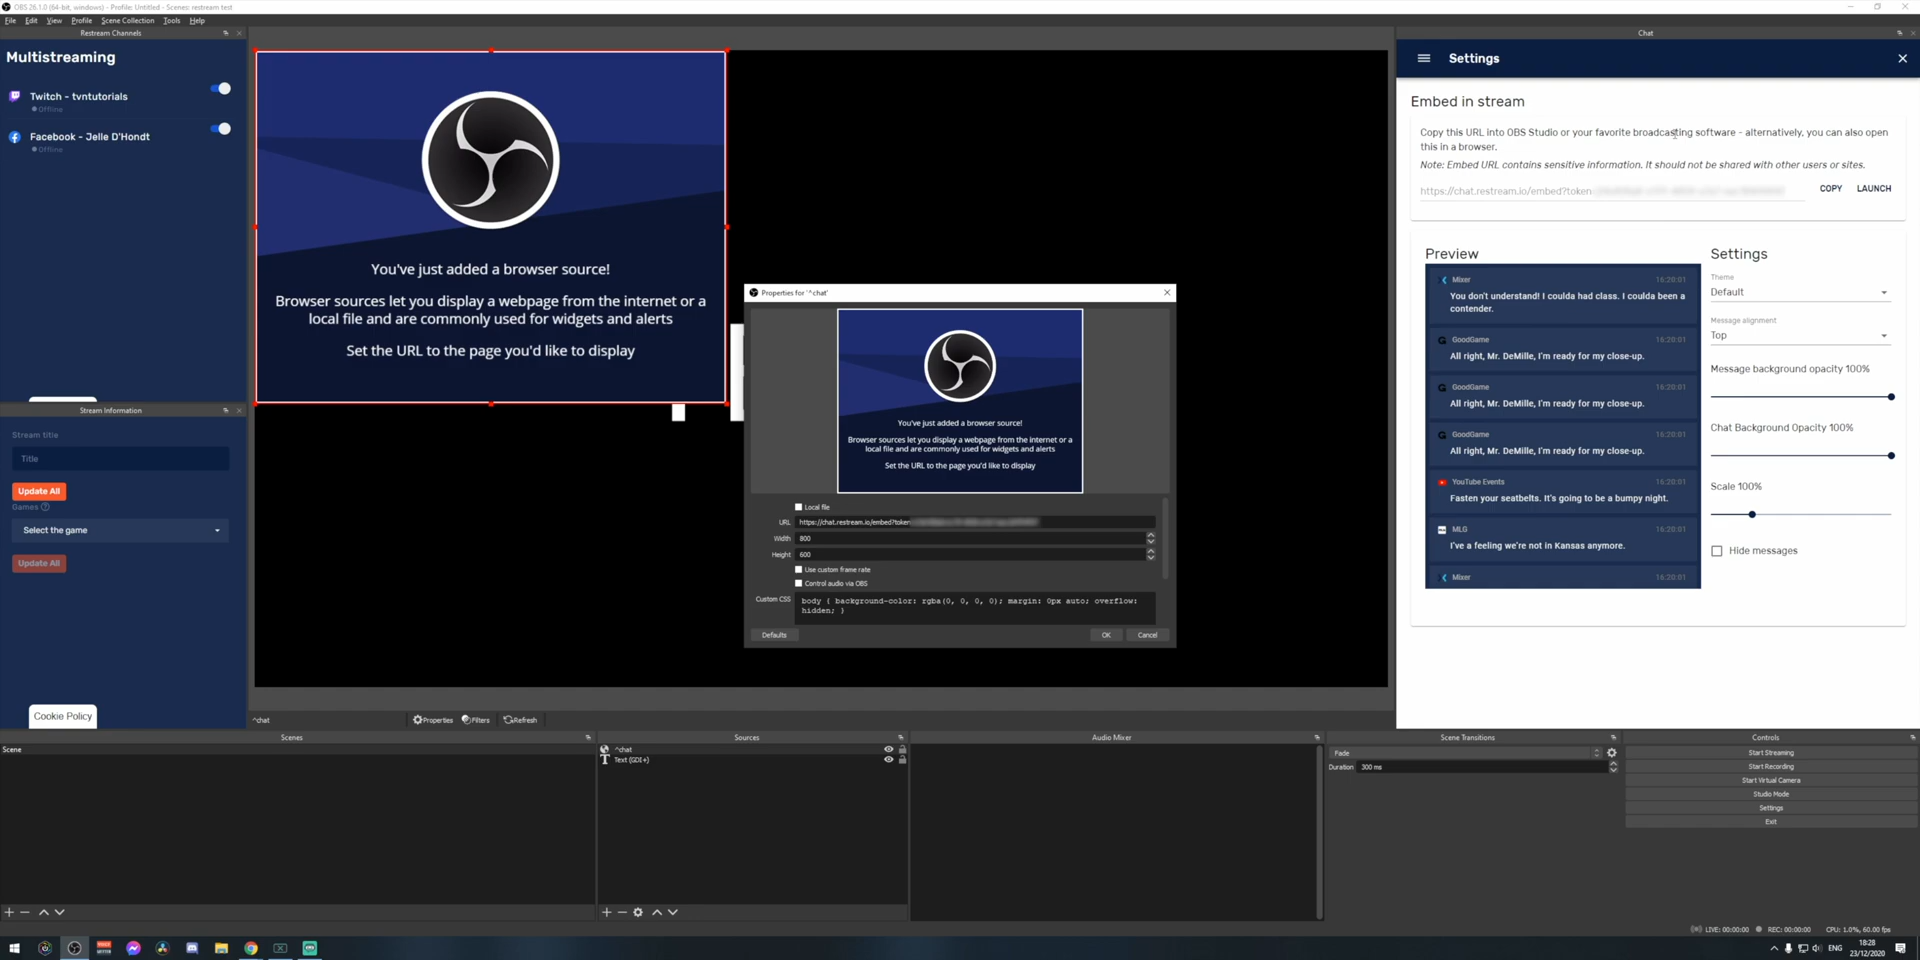 OBS 26.1.0 (64-bit, windows) - Profile: Untitled - Scenes: restream test
File Edit View Profile Scene Collection Tools Help
Restream Channels
Multistreaming
Twitch - tvntutorials
Offline
Facebook - Jelle D'Hondt
Offline
Stream Information
Stream title
Title
Update All
Games
Select the game
Update All
Cookie Policy
You've just added a browser source!
Browser sources let you display a webpage from the internet or a
local file and are commonly used for widgets and alerts
Set the URL to the page you'd like to display
Properties for '^chat'
You've just added a browser source!
Browser sources let you display a webpage from the internet or a
local file and are commonly used for widgets and alerts
Set the URL to the page you'd like to display
Local file
URL https://chat.restream.io/embed?token
Width 800
Height 600
Use custom frame rate
Control audio via OBS
Custom CSS body { background-color: rgba(0, 0, 0, 0); margin: 0px auto; overflow:
hidden; }
Defaults OK Cancel
Chat
Settings
Embed in stream
Copy this URL into OBS Studio or your favorite broadcasting software - alternatively, you can also open
this in a browser.
Note: Embed URL contains sensitive information. It should not be shared with other users or sites.
https://chat.restream.io/embed?token COPY LAUNCH
Preview
Mixer 16:20:01
You don't understand! I coulda had class. I coulda been a
contender.
GoodGame 16:20:01
All right, Mr. DeMille, I'm ready for my close-up.
GoodGame 16:20:01
All right, Mr. DeMille, I'm ready for my close-up.
GoodGame 16:20:01
All right, Mr. DeMille, I'm ready for my close-up.
YouTube Events 16:20:01
Fasten your seatbelts. It's going to be a bumpy night.
MLG 16:20:01
I've a feeling we're not in Kansas anymore.
Mixer 16:20:01
Settings
Theme
Default
Message alignment
Top
Message background opacity 100%
Chat Background Opacity 100%
Scale 100%
Hide messages
^chat Properties Filters Refresh
Scenes
Scene
Sources
^chat
Text (GDI+)
Audio Mixer
Scene Transitions
Fade
Duration 300 ms
Controls
Start Streaming
Start Recording
Start Virtual Camera
Studio Mode
Settings
Exit
LIVE: 00:00:00 REC: 00:00:00 CPU: 1.0%, 60.00 fps
ENG
18:28
23/12/2020